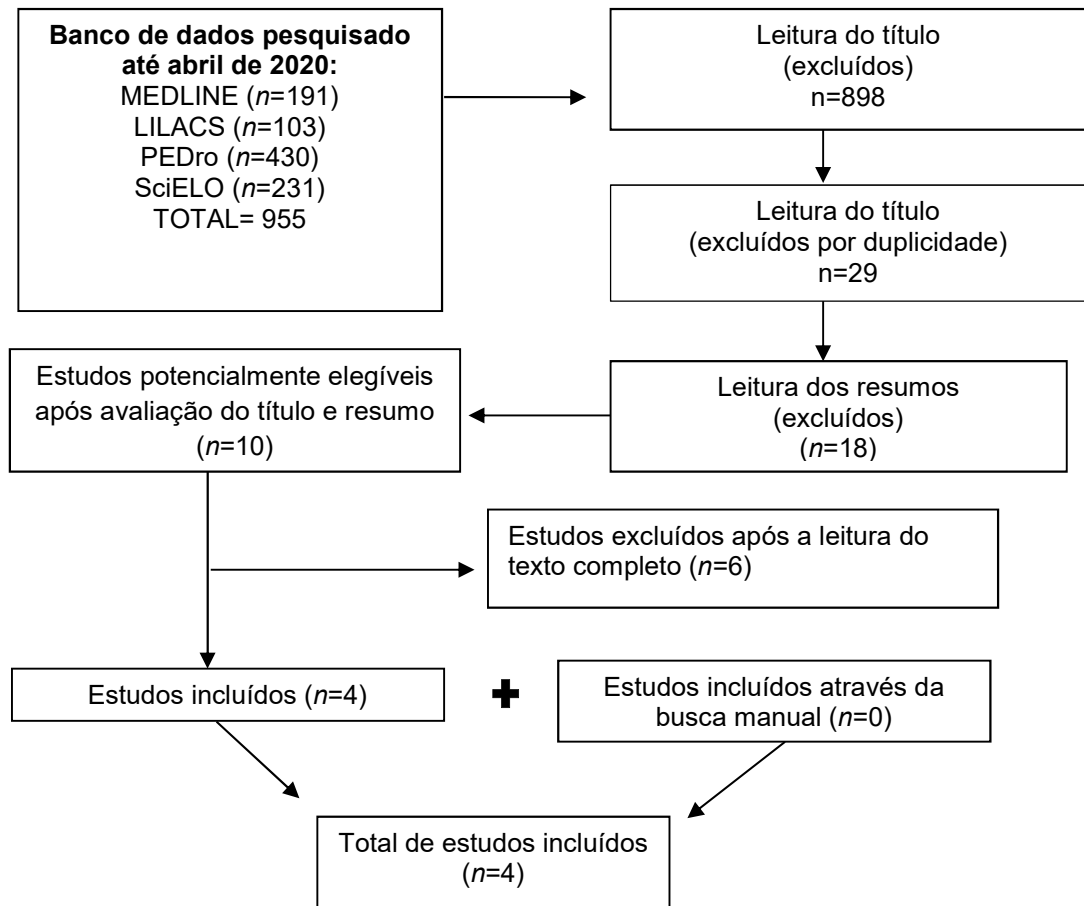 Banco de dados pesquisado
até abril de 2020:
MEDLINE (n=191)
LILACS (n=103)
PEDro (n=430)
SciELO (n=231)
TOTAL= 955
Leitura do título
(excluídos)
n=898
Leitura do título
(excluídos por duplicidade)
n=29
Leitura dos resumos
(excluídos)
(n=18)
Estudos potencialmente elegíveis
após avaliação do título e resumo
(n=10)
Estudos excluídos após a leitura do
texto completo (n=6)
Estudos incluídos (n=4)
Estudos incluídos através da
busca manual (n=0)
Total de estudos incluídos
(n=4)